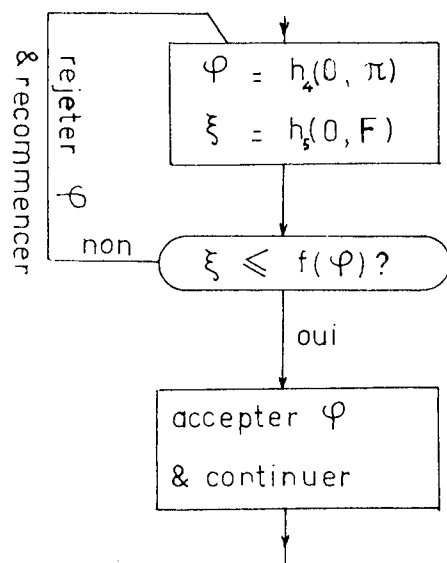 φ = h₄(0, π)
ξ = h₅(0, F)
rejeter φ
& recommencer
non
ξ ⩽ f(φ)?
oui
accepter φ
& continuer